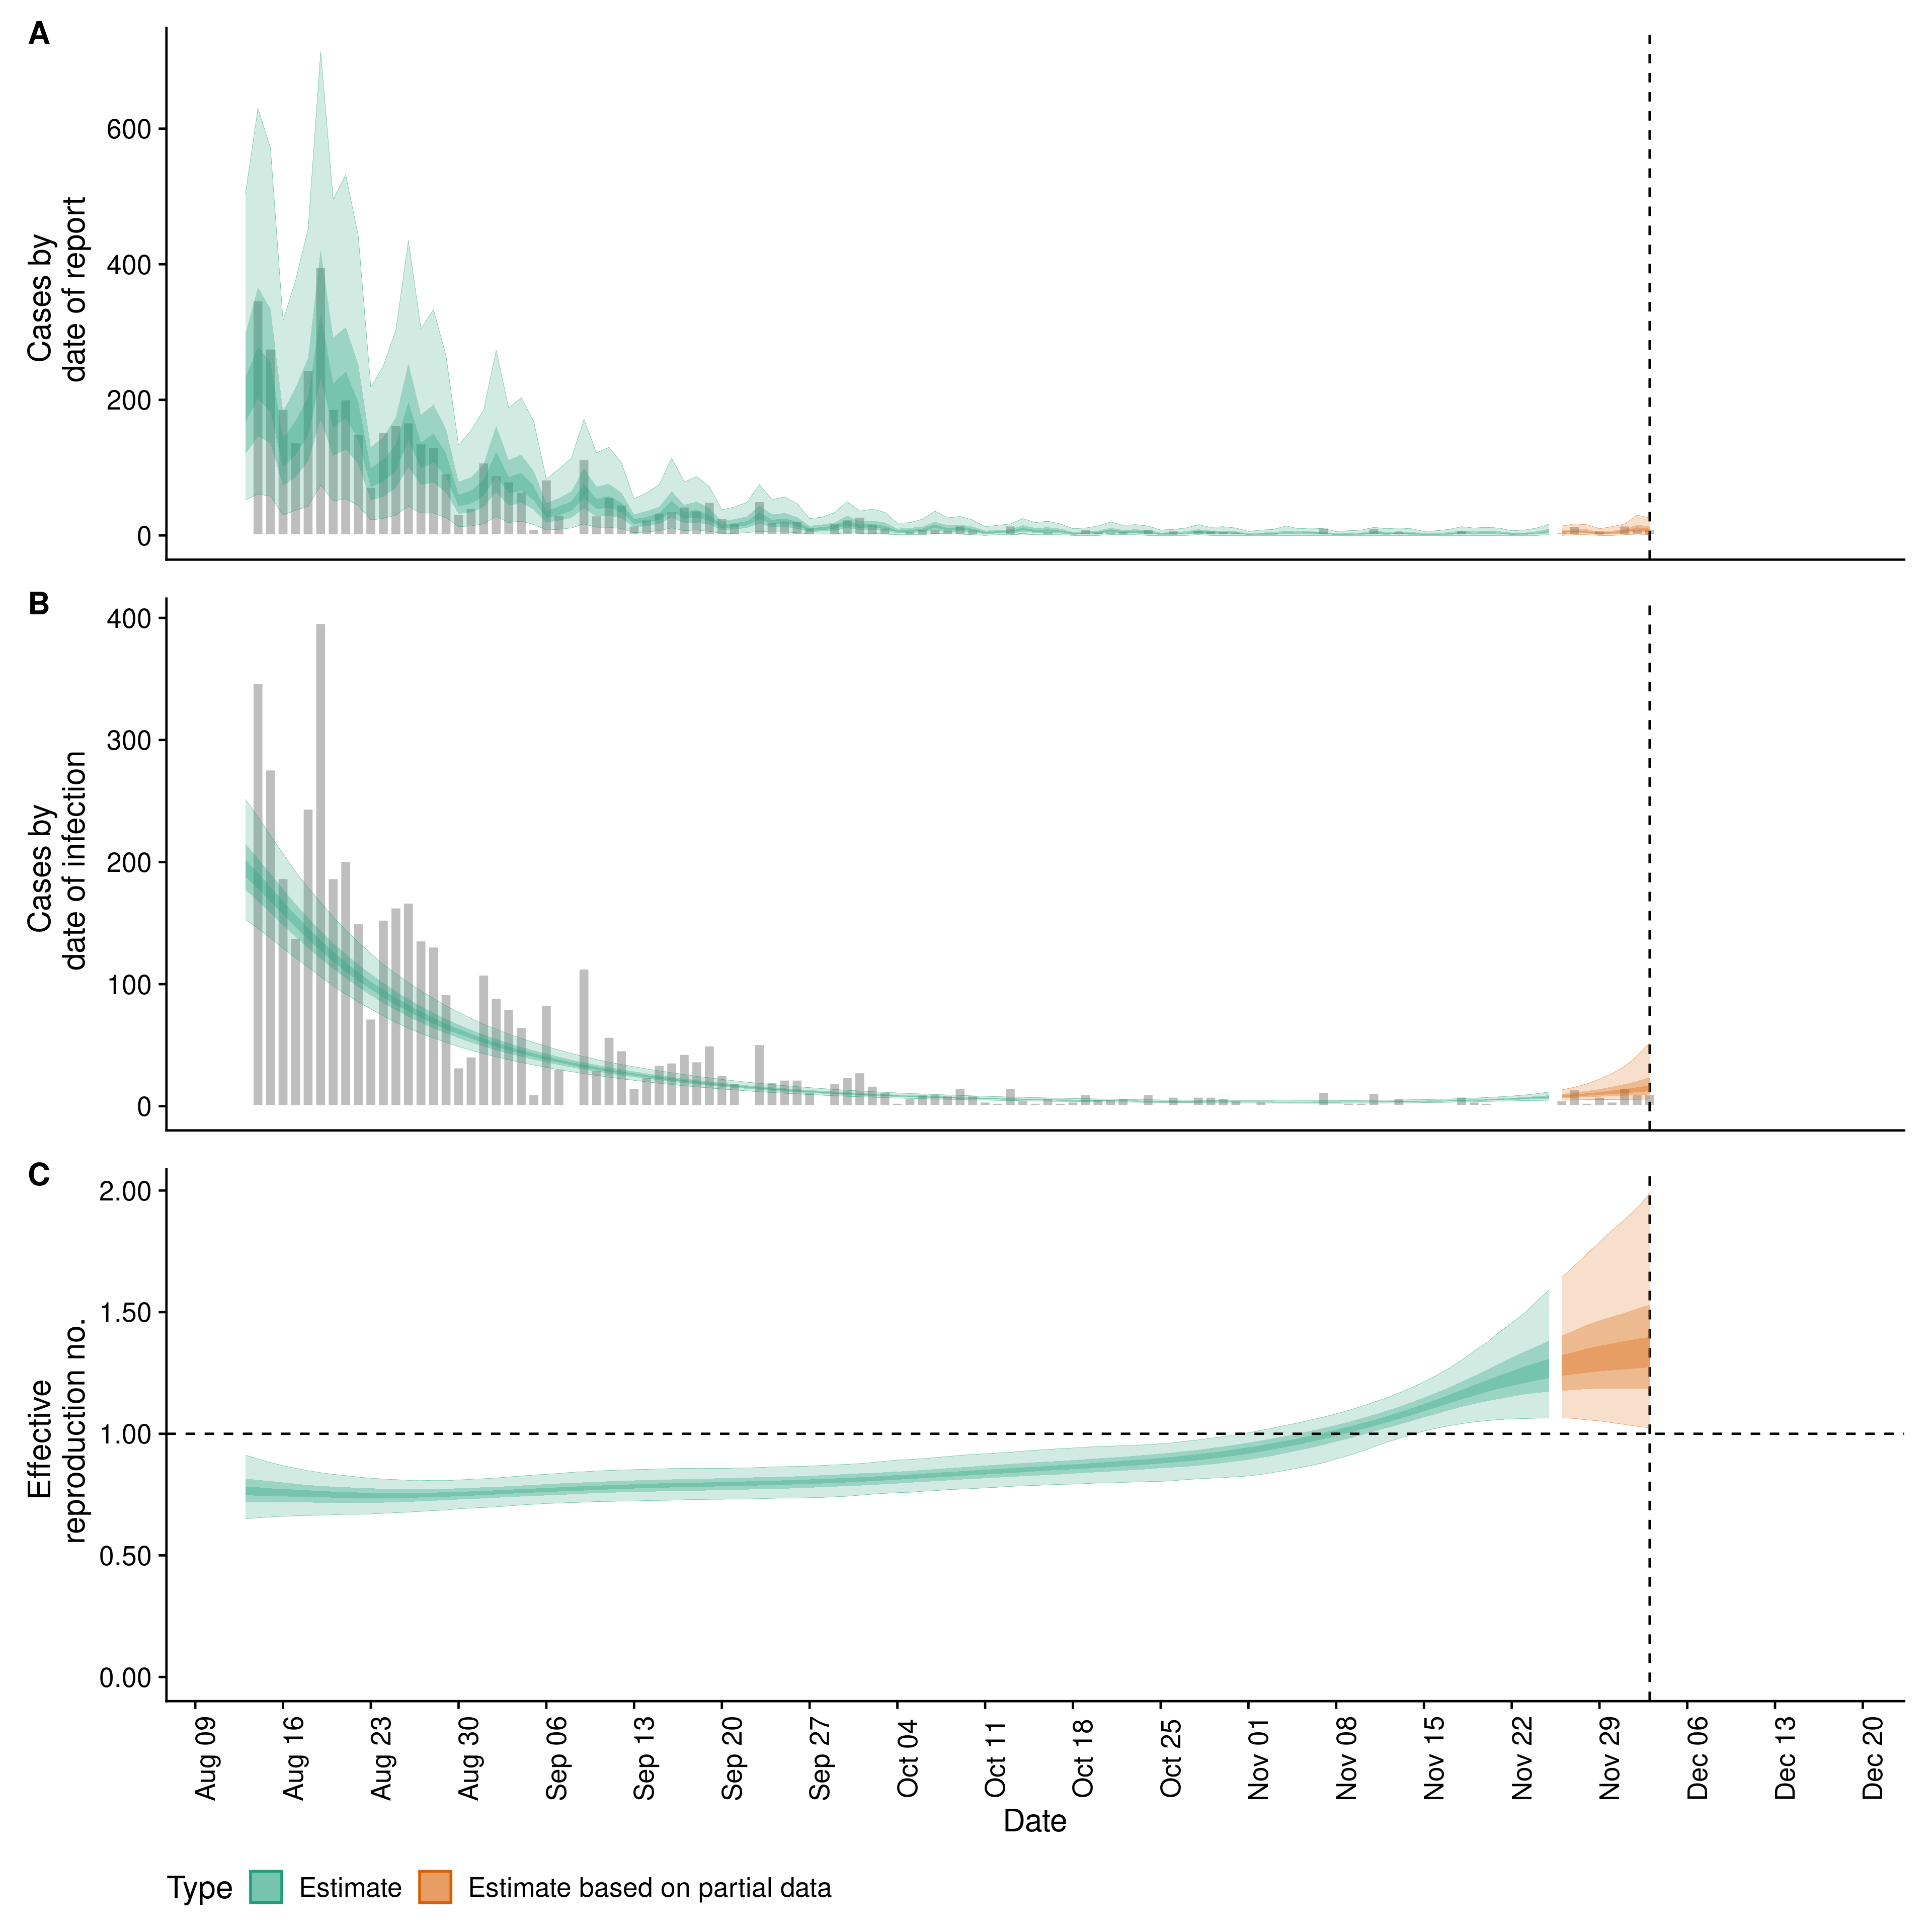 A
Cases by
date of report
600
400
200
0
B
Cases by
date of infection
400
300
200
100
0
C
Effective
reproduction no.
2.00
1.50
1.00
0.50
0.00
Aug 09
Aug 16
Aug 23
Aug 30
Sep 06
Sep 13
Sep 20
Sep 27
Oct 04
Oct 11
Oct 18
Oct 25
Nov 01
Nov 08
Nov 15
Nov 22
Nov 29
Dec 06
Dec 13
Dec 20
Date
Type Estimate Estimate based on partial data